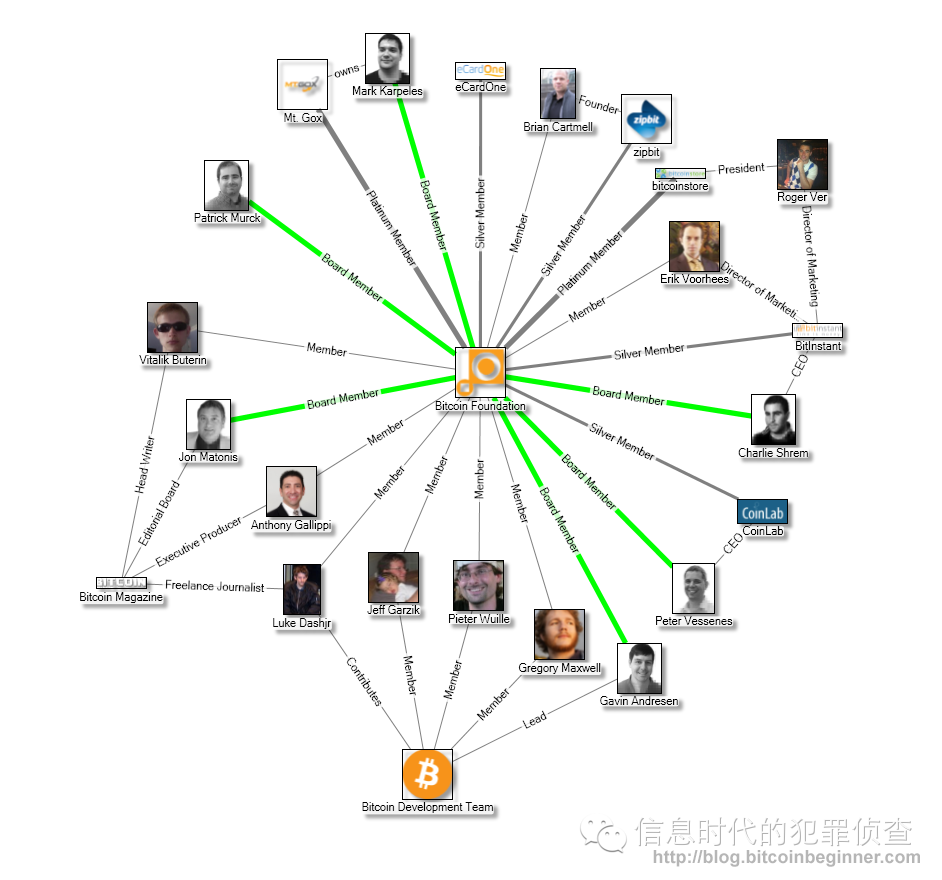 Mark Karpeles
owns
MTGOX
Mt. Gox
eCardOne
eCardOne
Brian Cartmell
Founder
zipbit
zipbit
bitcoinstore
President
Roger Ver
Patrick Murck
Platinum Member
Board Member
Silver Member
Member
Silver Member
Platinum Member
Director of Marketing
Board Member
Erik Voorhees
Member
Director of Marketi...
Vitalik Buterin
Member
bitinstant
BitInstant
Silver Member
CEO
Bitcoin Foundation
Board Member
Board Member
Charlie Shrem
Jon Matonis
Member
Silver Member
Head Writer
Editorial Board
Anthony Gallippi
Executive Producer
Member
Member
Member
Member
Board Member
Board Member
CoinLab
CoinLab
CEO
BITCOIN
Bitcoin Magazine
Freelance Journalist
Luke Dashjr
Jeff Garzik
Pieter Wuille
Peter Vessenes
Gregory Maxwell
Gavin Andresen
Contributes
Member
Member
Member
Lead
Bitcoin Development Team
信息时代的犯罪侦查
http://blog.bitcoinbeginner.com